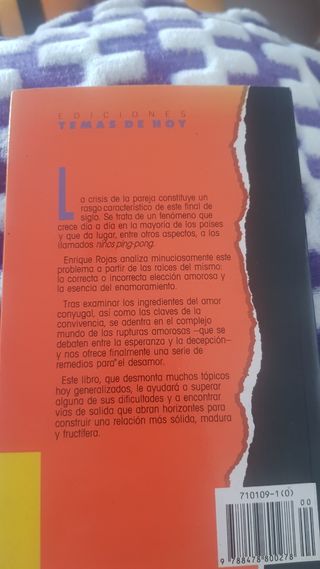 EDICIONES
TEMAS DE HOY
La crisis de la pareja constituye un
rasgo característico de este final de
siglo. Se trata de un fenómeno que
crece día a día en la mayoría de los países
y que da lugar, entre otros aspectos, a los
llamados niños ping-pong.
Enrique Rojas analiza minuciosamente este
problema a partir de las raíces del mismo:
la correcta o incorrecta elección amorosa y
la esencia del enamoramiento.
Tras examinar los ingredientes del amor
conyugal, así como las claves de la
convivencia, se adentra en el complejo
mundo de las rupturas amorosas —que se
debaten entre la esperanza y la decepción—
y nos ofrece finalmente una serie de
remedios para el desamor.
Este libro, que desmonta muchos tópicos
hoy generalizados, le ayudará a superar
alguna de sus dificultades y a encontrar
vías de salida que abran horizontes para
construir una relación más sólida, madura
y fructífera.
710109-1(0)
00
9 788478 800278